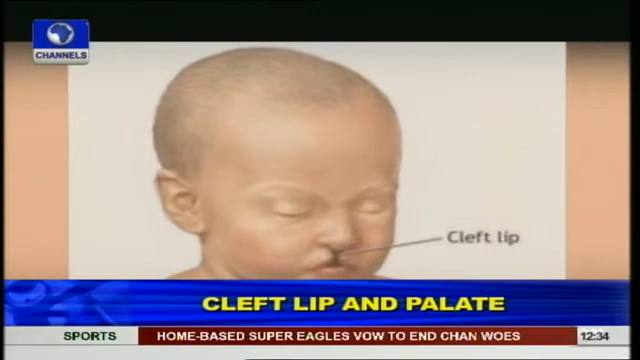 CHANNELS
Cleft lip
CLEFT LIP AND PALATE
SPORTS HOME-BASED SUPER EAGLES VOW TO END CHAN WOES 12:34